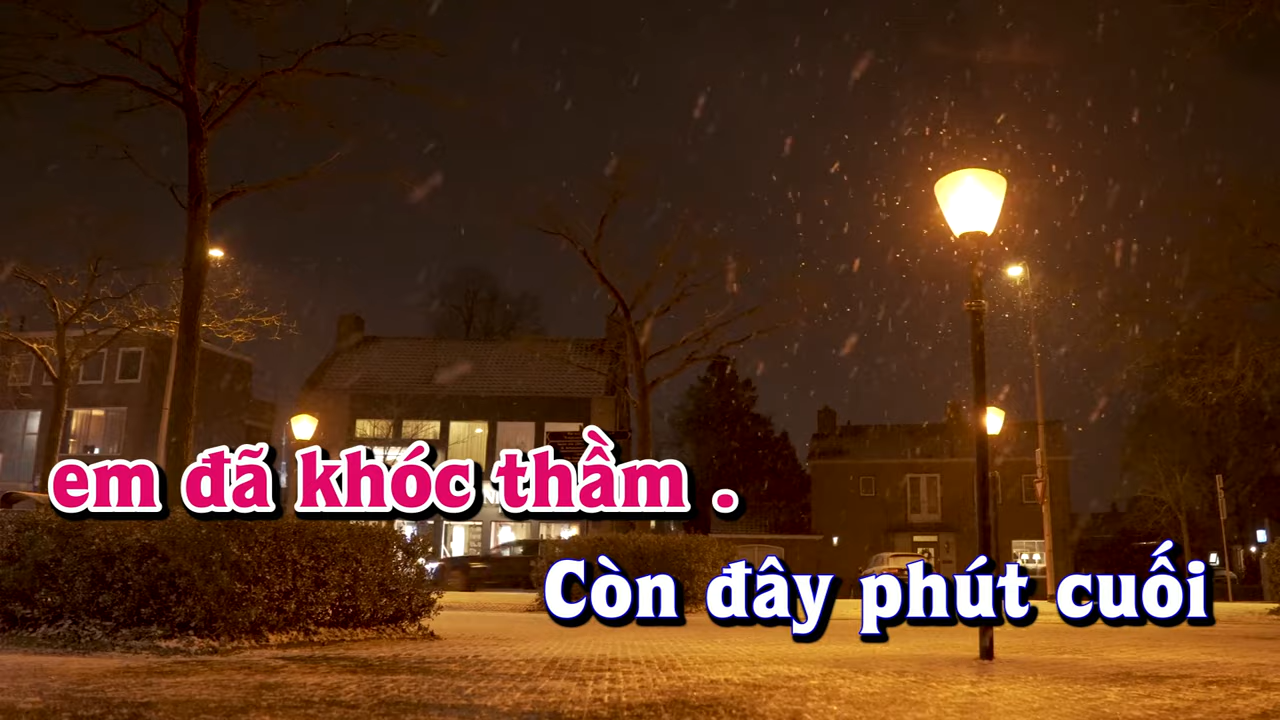 em đã khóc thầm .
Còn đây phút cuối